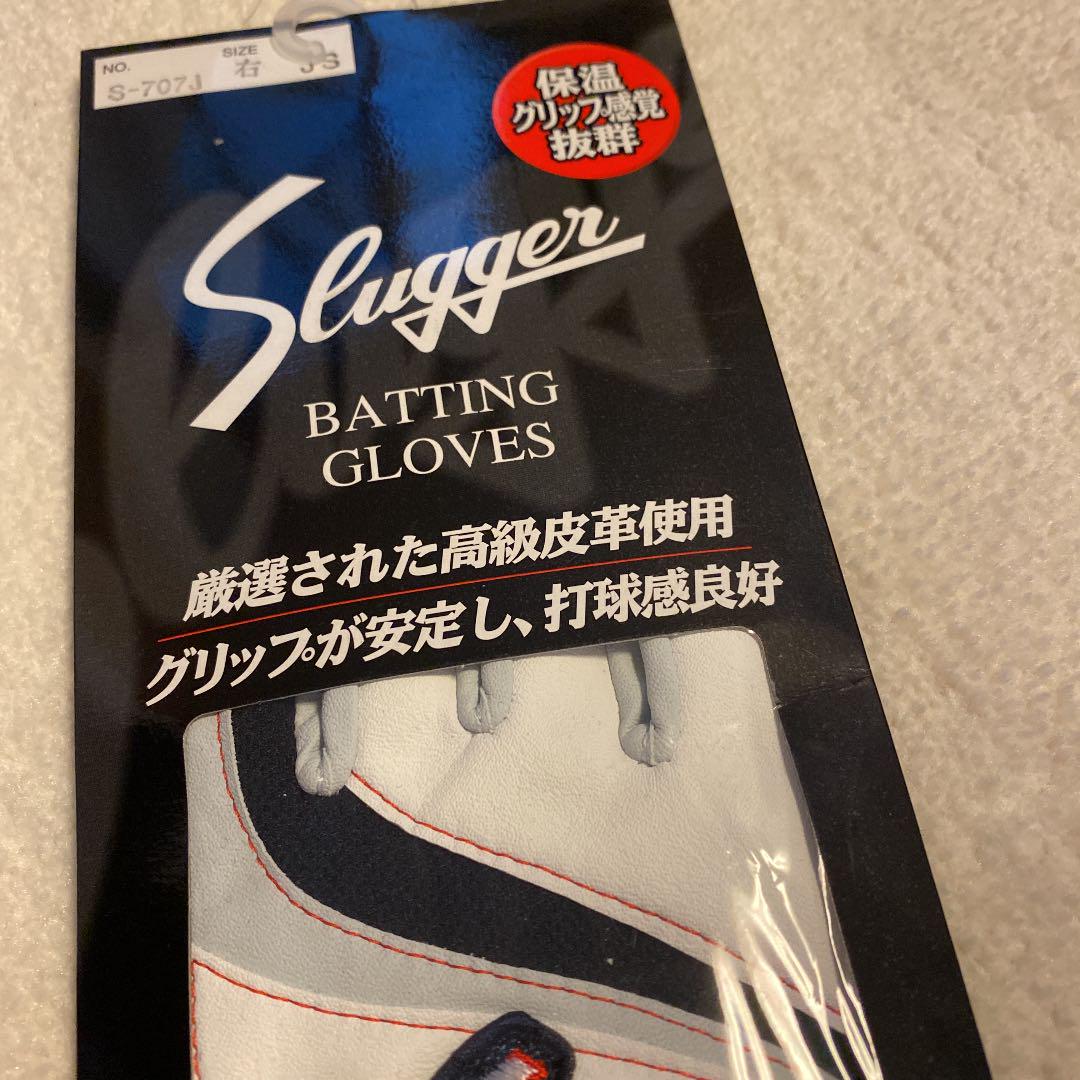 NO.
SIZE
S-707J 右 JS
保温
グリップ感覚
抜群
Slugger
BATTING
GLOVES
厳選された高級皮革使用
グリップが安定し、打球感良好